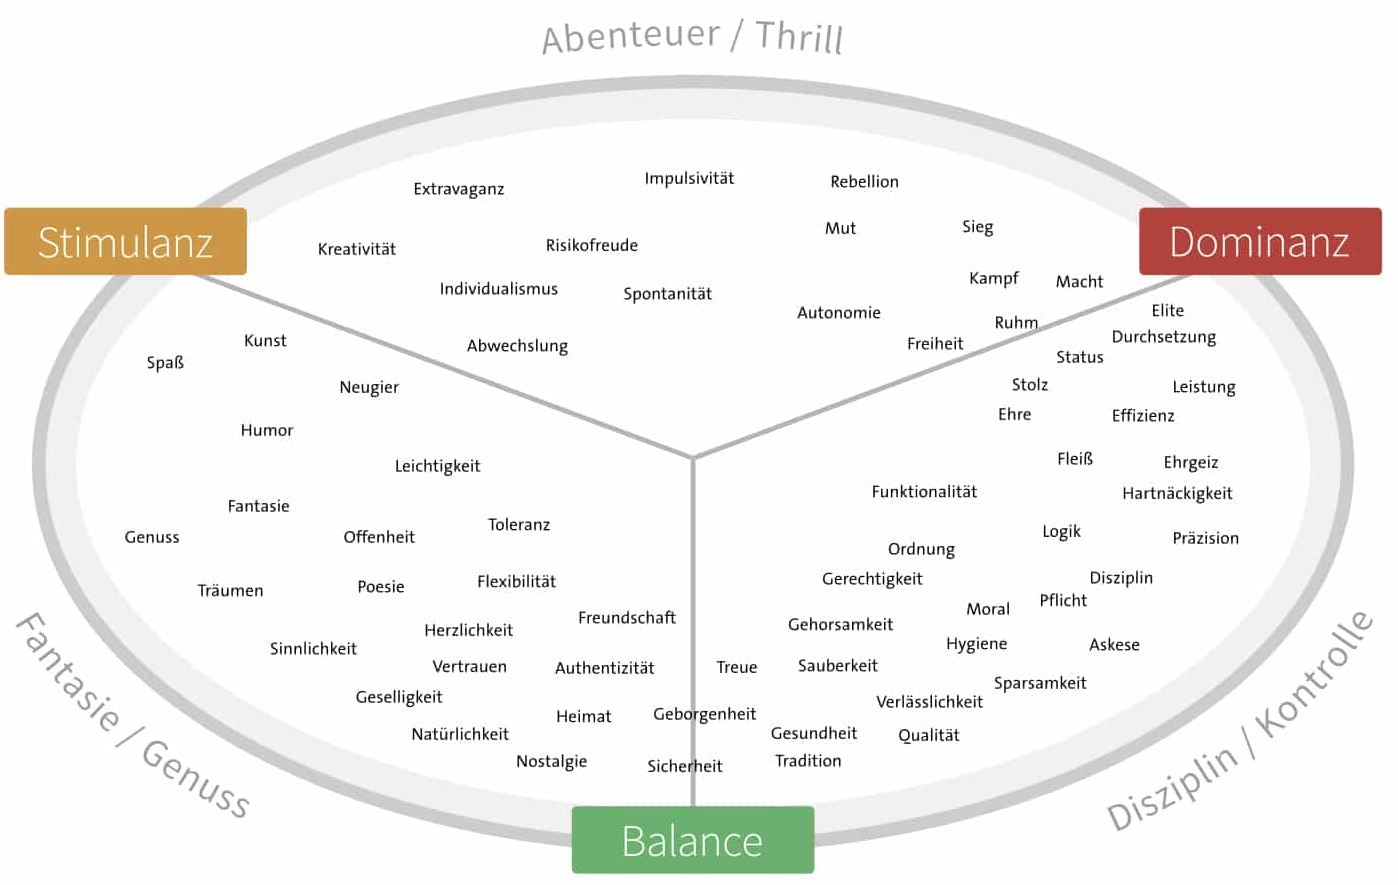 Abenteuer / Thrill
Stimulanz
Dominanz
Extravaganz
Impulsivität
Rebellion
Kreativität
Risikofreude
Mut
Sieg
Individualismus
Spontanität
Kampf
Macht
Autonomie
Ruhm
Abwechslung
Freiheit
Kunst
Spaß
Neugier
Humor
Leichtigkeit
Fantasie
Toleranz
Genuss
Offenheit
Träumen
Poesie
Flexibilität
Freundschaft
Herzlichkeit
Sinnlichkeit
Vertrauen
Authentizität
Geselligkeit
Heimat
Geborgenheit
Natürlichkeit
Nostalgie
Sicherheit
Elite
Durchsetzung
Status
Stolz
Leistung
Ehre
Effizienz
Fleiß
Ehrgeiz
Funktionalität
Hartnäckigkeit
Logik
Präzision
Ordnung
Gerechtigkeit
Disziplin
Moral
Pflicht
Gehorsamkeit
Hygiene
Askese
Treue
Sauberkeit
Sparsamkeit
Verlässlichkeit
Gesundheit
Qualität
Tradition
Fantasie / Genuss
Disziplin / Kontrolle
Balance